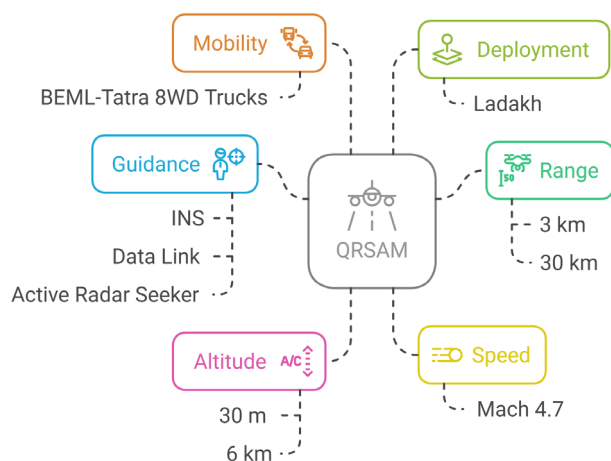 Mobility
BEML-Tatra 8WD Trucks
Deployment
Ladakh
Guidance
INS
Data Link
Active Radar Seeker
QRSAM
50
Range
3 km
30 km
Altitude
A/C
30 m
6 km
Speed
Mach 4.7